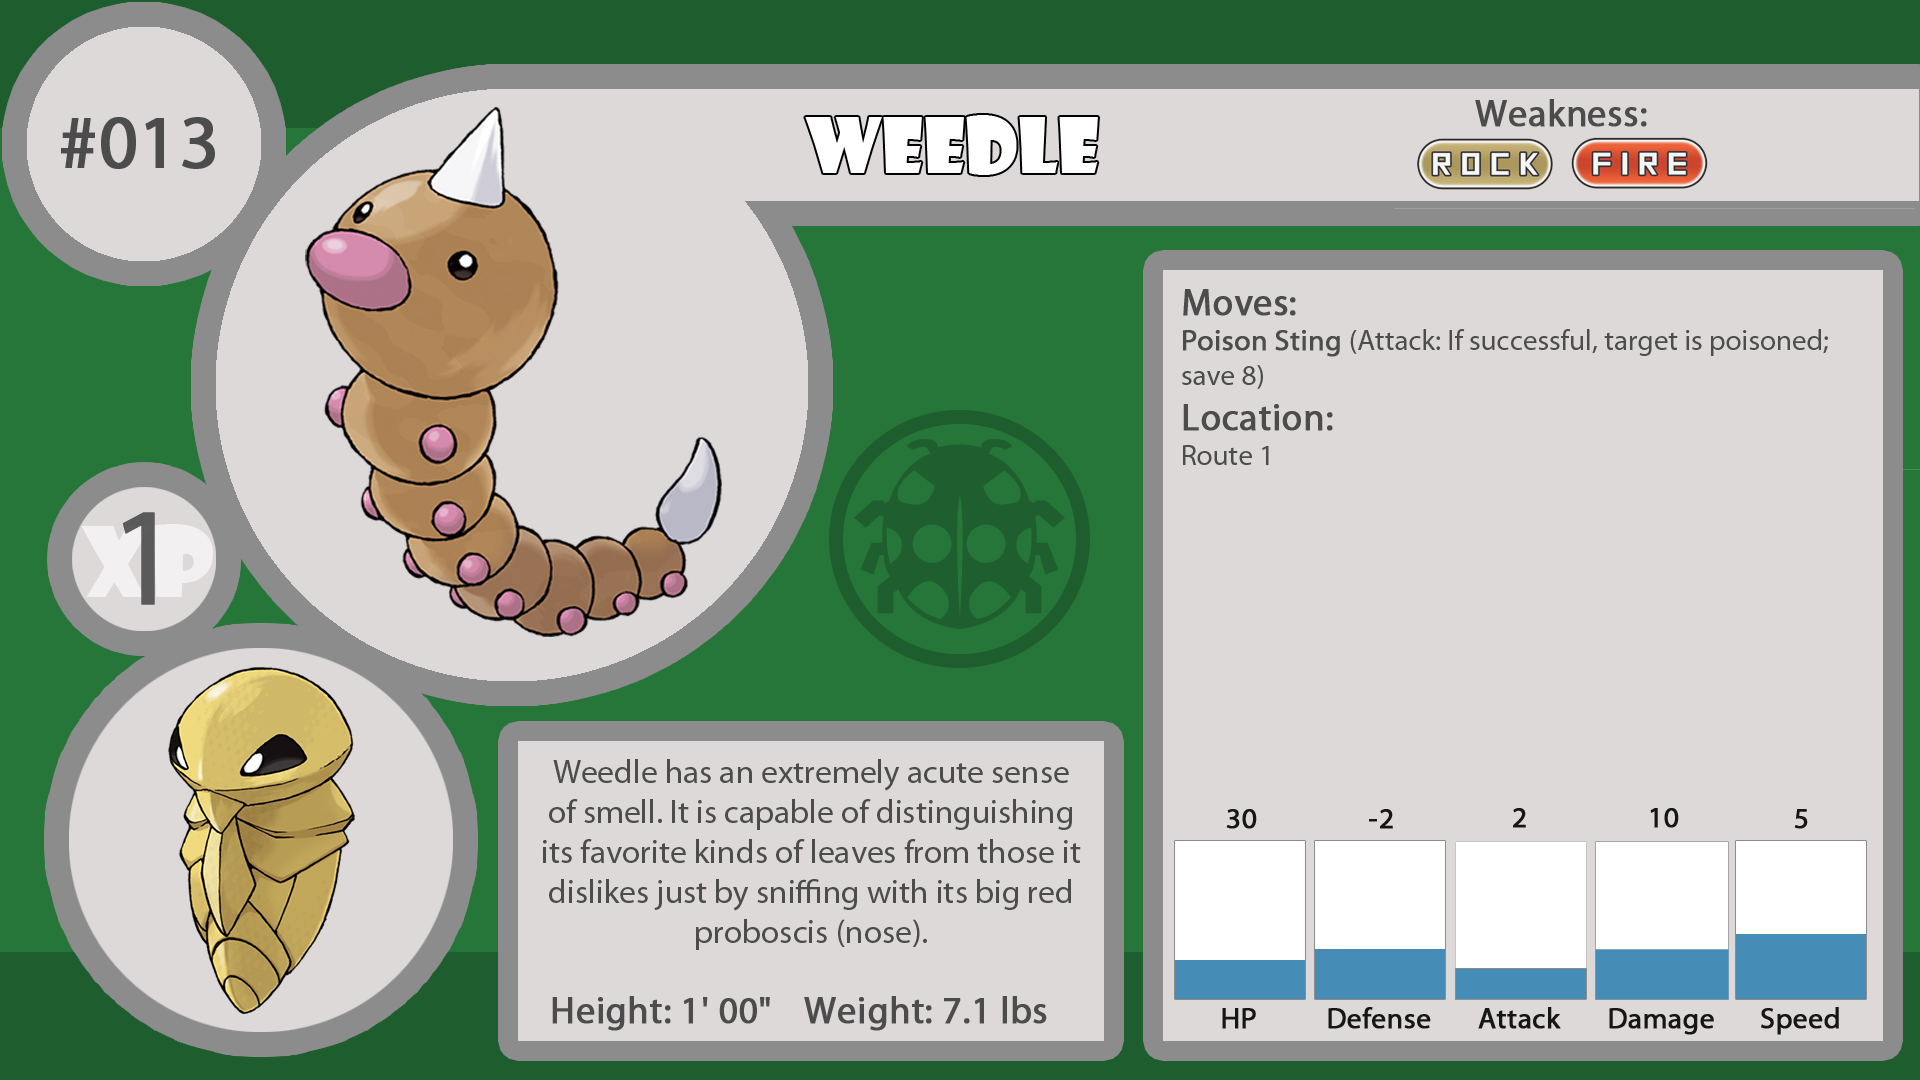 #013
WEEDLE
Weakness:
ROCK FIRE
Moves:
Poison Sting (Attack: If successful, target is poisoned;
save 8)
Location:
Route 1
XP
1
Weedle has an extremely acute sense
of smell. It is capable of distinguishing
its favorite kinds of leaves from those it
dislikes just by sniffing with its big red
proboscis (nose).
Height: 1' 00" Weight: 7.1 lbs
30 -2 2 10 5
HP Defense Attack Damage Speed